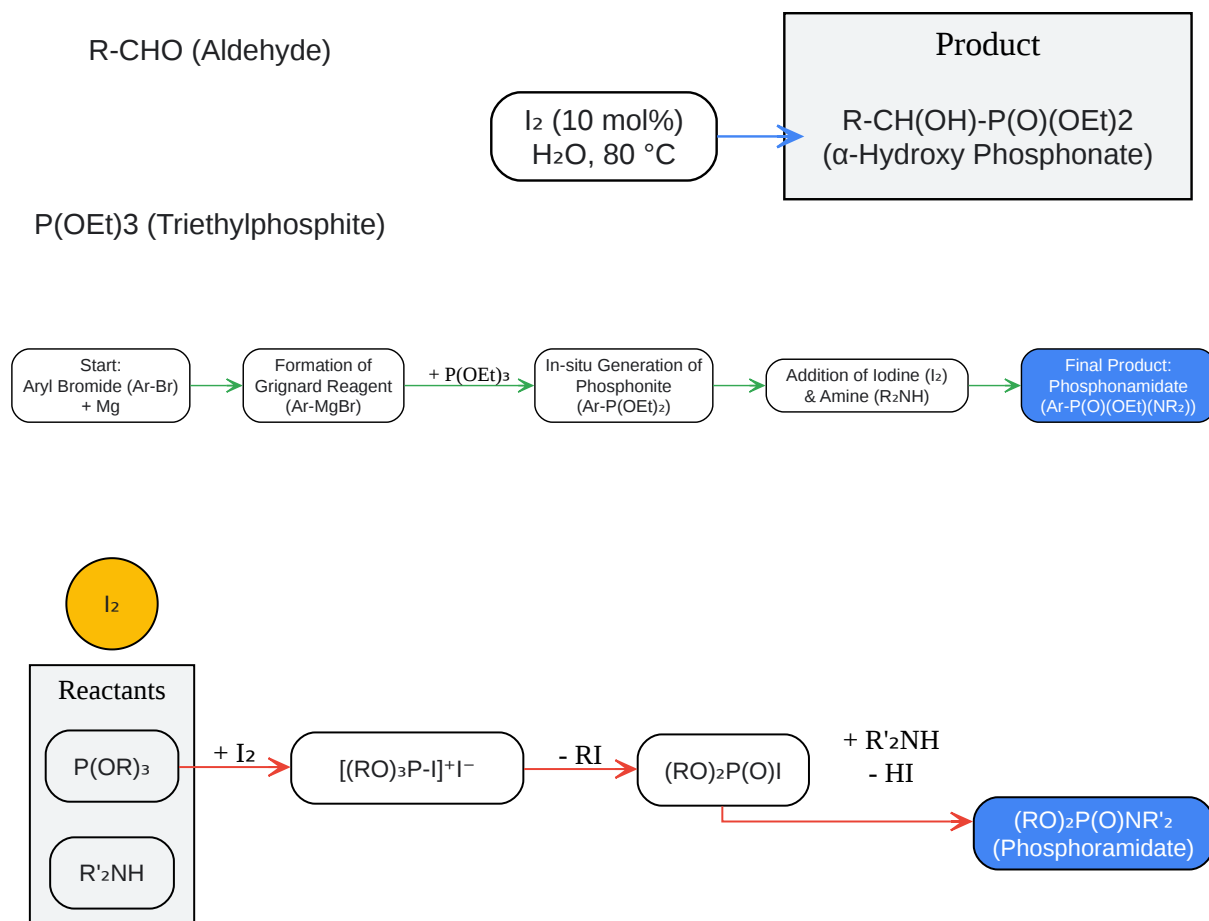 R-CHO (Aldehyde)
Product
I₂ (10 mol%)
H₂O, 80 °C
R-CH(OH)-P(O)(OEt)2
(α-Hydroxy Phosphonate)
P(OEt)3 (Triethylphosphite)
Start:
Aryl Bromide (Ar-Br)
+ Mg
Formation of
Grignard Reagent
(Ar-MgBr)
+ P(OEt)₃
In-situ Generation of
Phosphonite
(Ar-P(OEt)₂)
Addition of Iodine (I₂)
& Amine (R₂NH)
Final Product:
Phosphonamidate
(Ar-P(O)(OEt)(NR₂))
I₂
Reactants
P(OR)₃
+ I₂
[(RO)₃P-I]⁺I⁻
- RI
(RO)₂P(O)I
+ R'₂NH
- HI
(RO)₂P(O)NR'₂
(Phosphoramidate)
R'₂NH